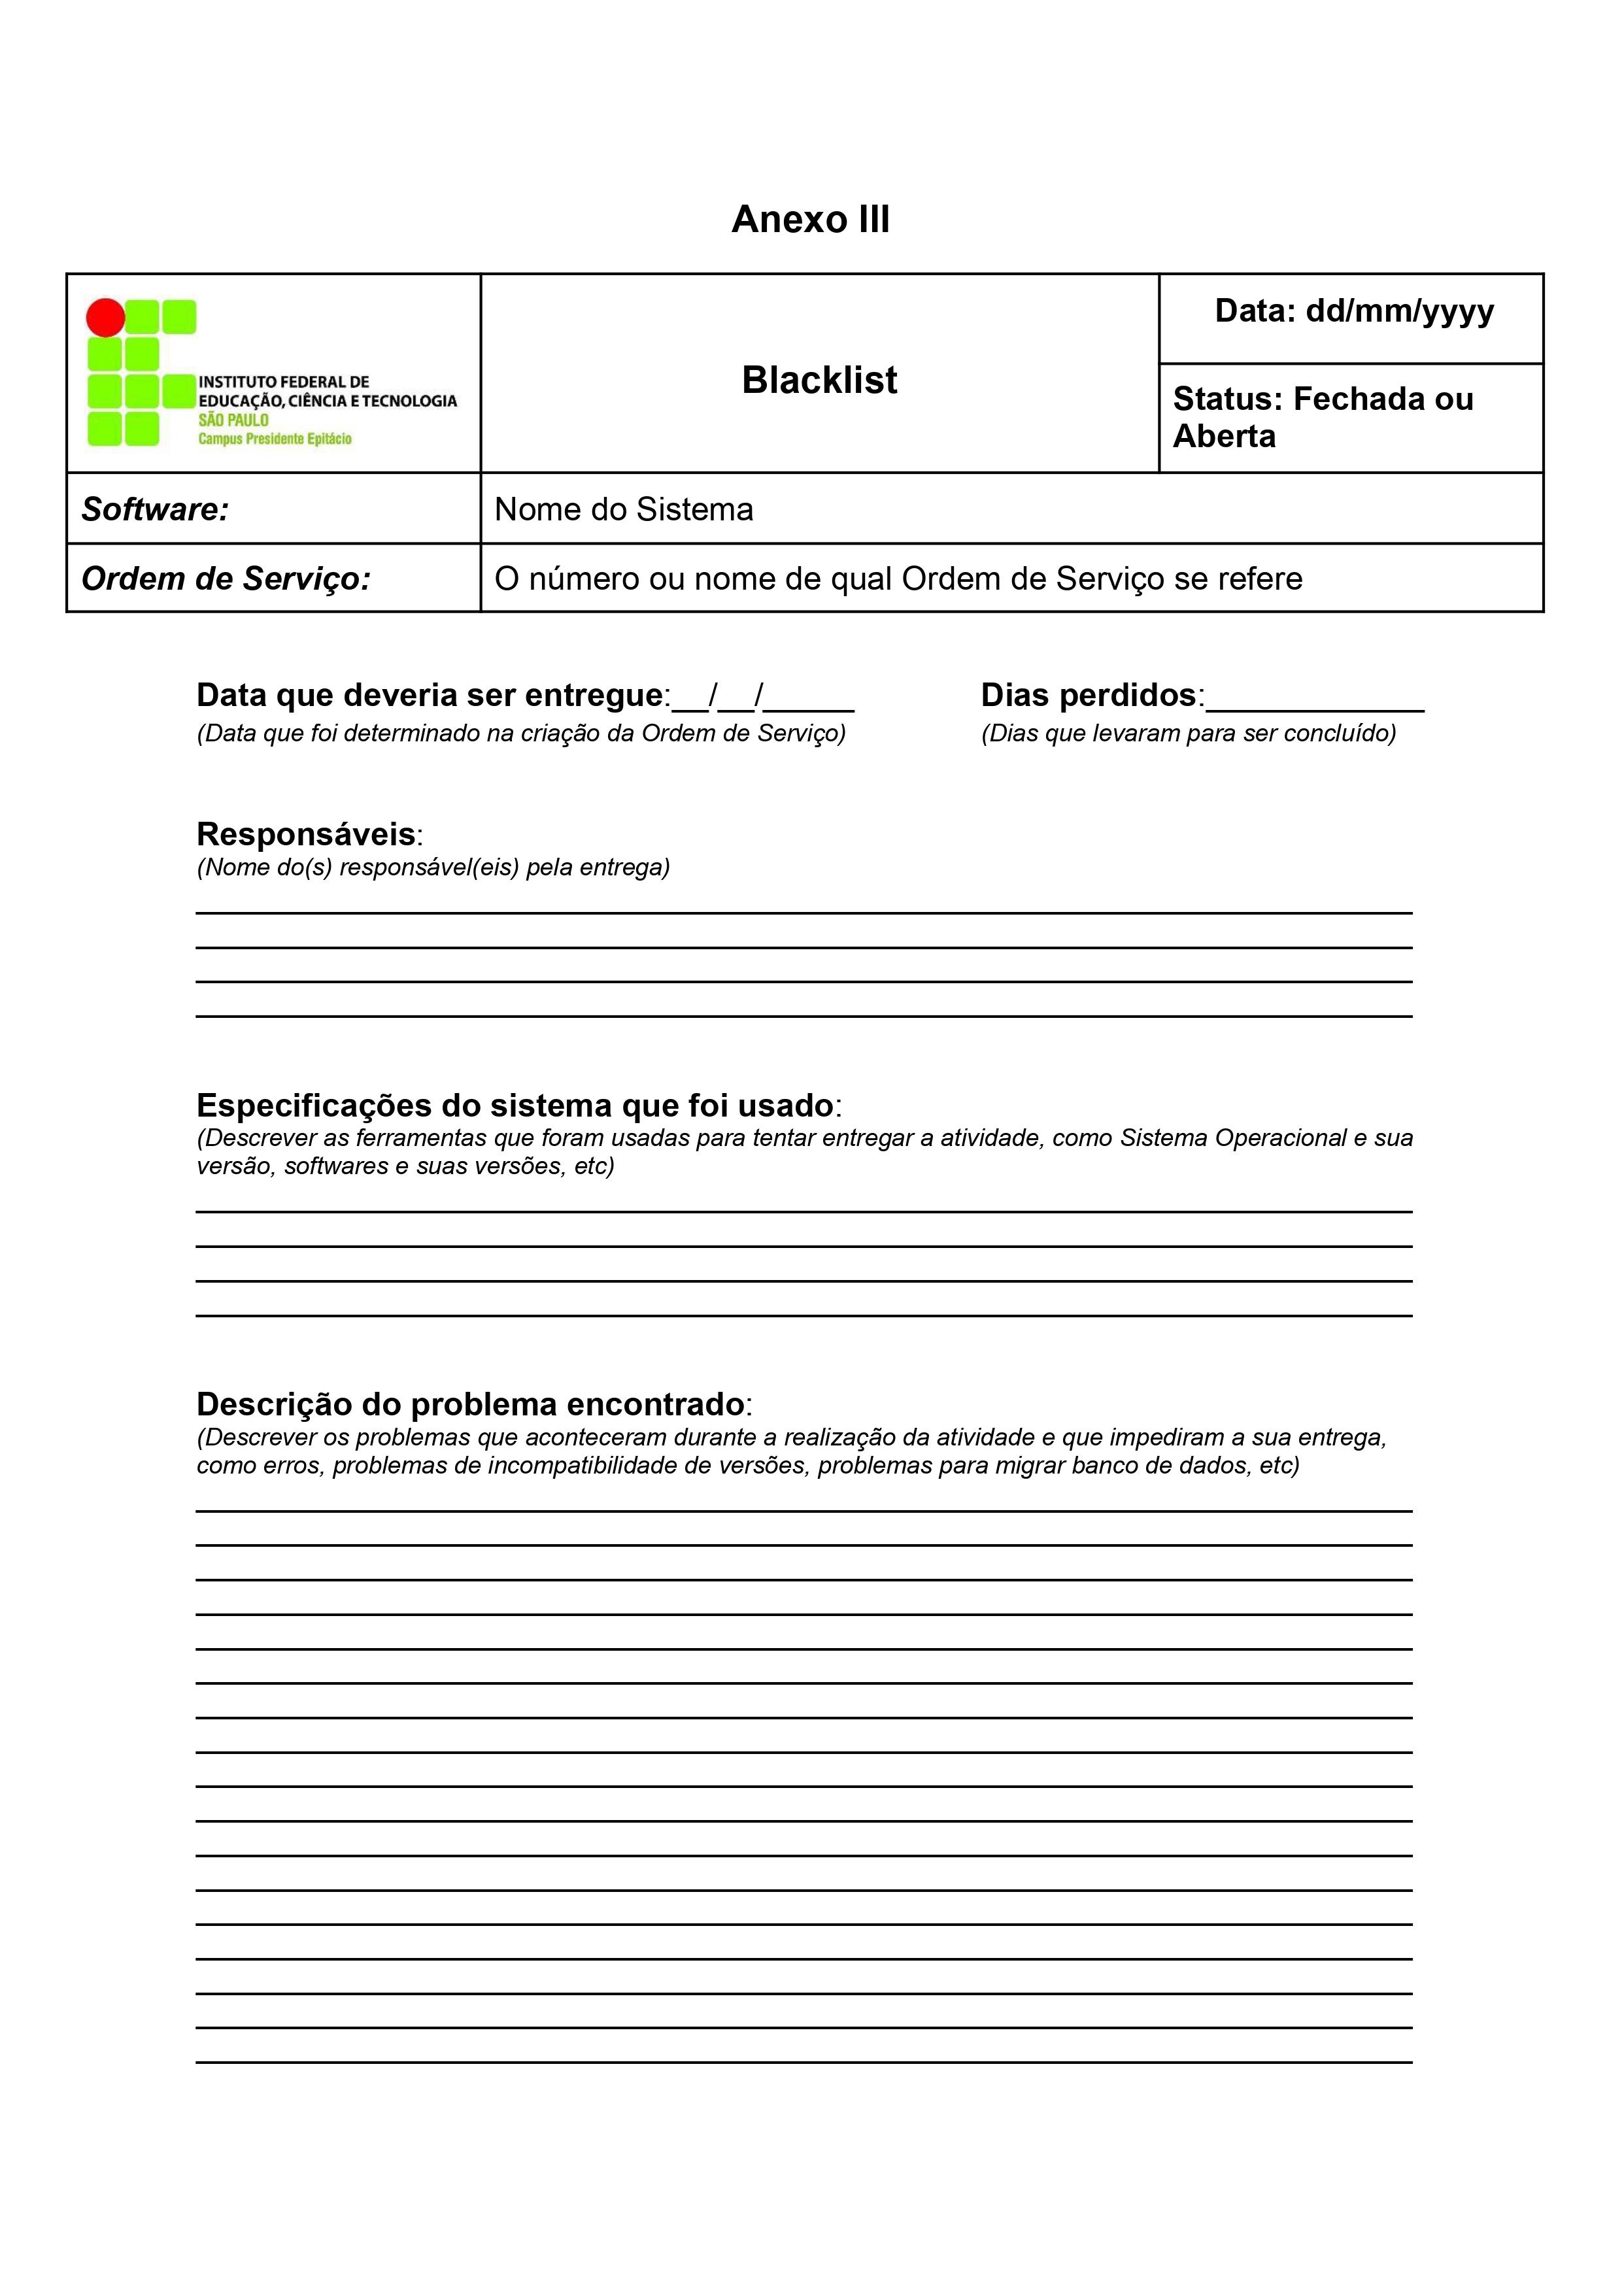 Anexo III
INSTITUTO FEDERAL DE
EDUCAÇÃO, CIÊNCIA E TECNOLOGIA
SÃO PAULO
Campus Presidente Epitácio
Blacklist
Data: dd/mm/yyyy
Status: Fechada ou
Aberta
Software: Nome do Sistema
Ordem de Serviço: O número ou nome de qual Ordem de Serviço se refere
Data que deveria ser entregue:__/__/_____ Dias perdidos:____________
(Data que foi determinado na criação da Ordem de Serviço) (Dias que levaram para ser concluído)
Responsáveis:
(Nome do(s) responsável(eis) pela entrega)
Especificações do sistema que foi usado:
(Descrever as ferramentas que foram usadas para tentar entregar a atividade, como Sistema Operacional e sua
versão, softwares e suas versões, etc)
Descrição do problema encontrado:
(Descrever os problemas que aconteceram durante a realização da atividade e que impediram a sua entrega,
como erros, problemas de incompatibilidade de versões, problemas para migrar banco de dados, etc)